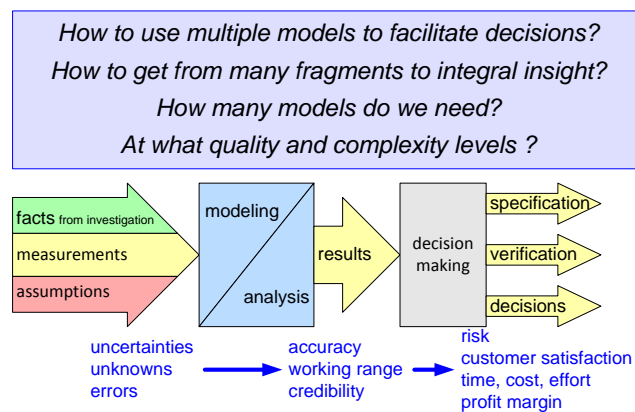 How to use multiple models to facilitate decisions?
How to get from many fragments to integral insight?
How many models do we need?
At what quality and complexity levels ?
facts from investigation
measurements
assumptions
modeling
analysis
results
decision
making
specification
verification
decisions
uncertainties
unknowns
errors
accuracy
working range
credibility
risk
customer satisfaction
time, cost, effort
profit margin